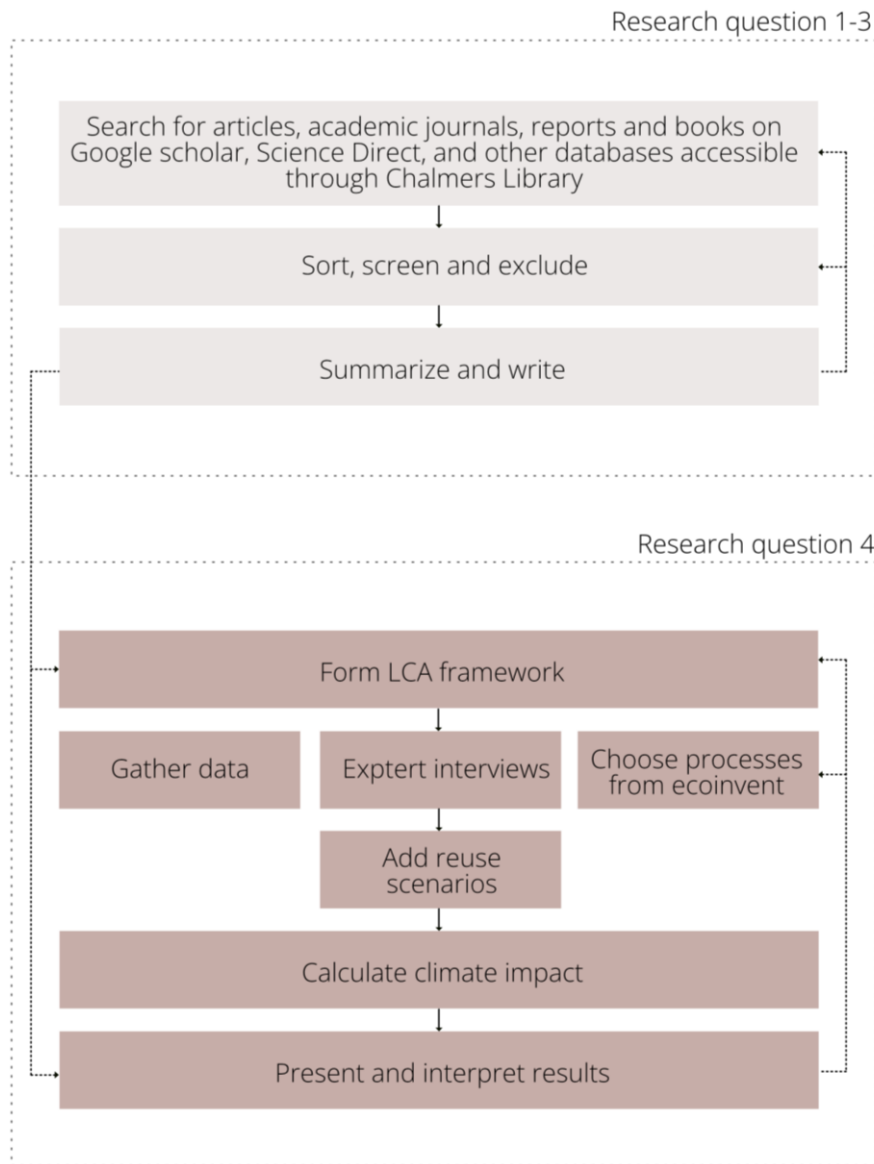 Research question 1-3
Search for articles, academic journals, reports and books on
Google scholar, Science Direct, and other databases accessible
through Chalmers Library
Sort, screen and exclude
Summarize and write
Research question 4
Form LCA framework
Gather data
Exptert interviews
Choose processes
from ecoinvent
Add reuse
scenarios
Calculate climate impact
Present and interpret results